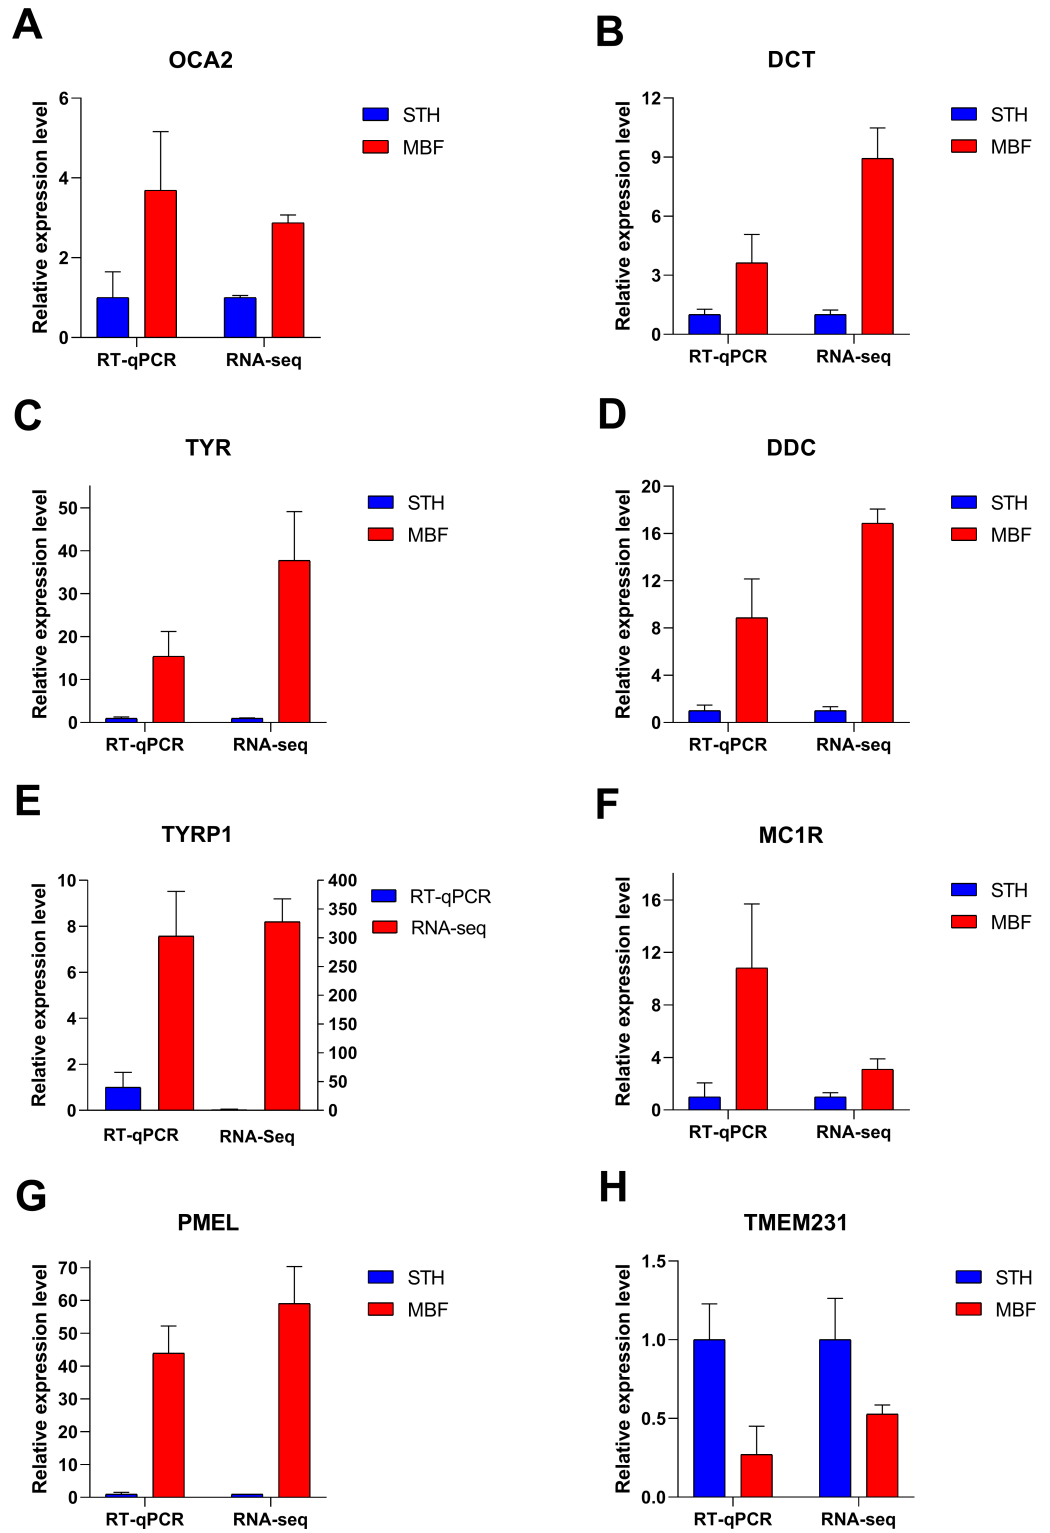 A
OCA2
Relative expression level
6
4
2
0
RT-qPCR
RNA-seq
STH
MBF
B
DCT
Relative expression level
12
9
6
3
0
RT-qPCR
RNA-seq
STH
MBF
C
TYR
Relative expression level
50
40
30
20
10
0
RT-qPCR
RNA-seq
STH
MBF
D
DDC
Relative expression level
20
16
12
8
4
0
RT-qPCR
RNA-seq
STH
MBF
E
TYRP1
Relative expression level
10
8
6
4
2
0
400
350
300
250
200
150
100
50
0
RT-qPCR
RNA-Seq
RT-qPCR
RNA-seq
F
MC1R
Relative expression level
16
12
8
4
0
RT-qPCR
RNA-seq
STH
MBF
G
PMEL
Relative expression level
70
60
50
40
30
20
10
0
RT-qPCR
RNA-seq
STH
MBF
H
TMEM231
Relative expression level
1.5
1.0
0.5
0.0
RT-qPCR
RNA-seq
STH
MBF